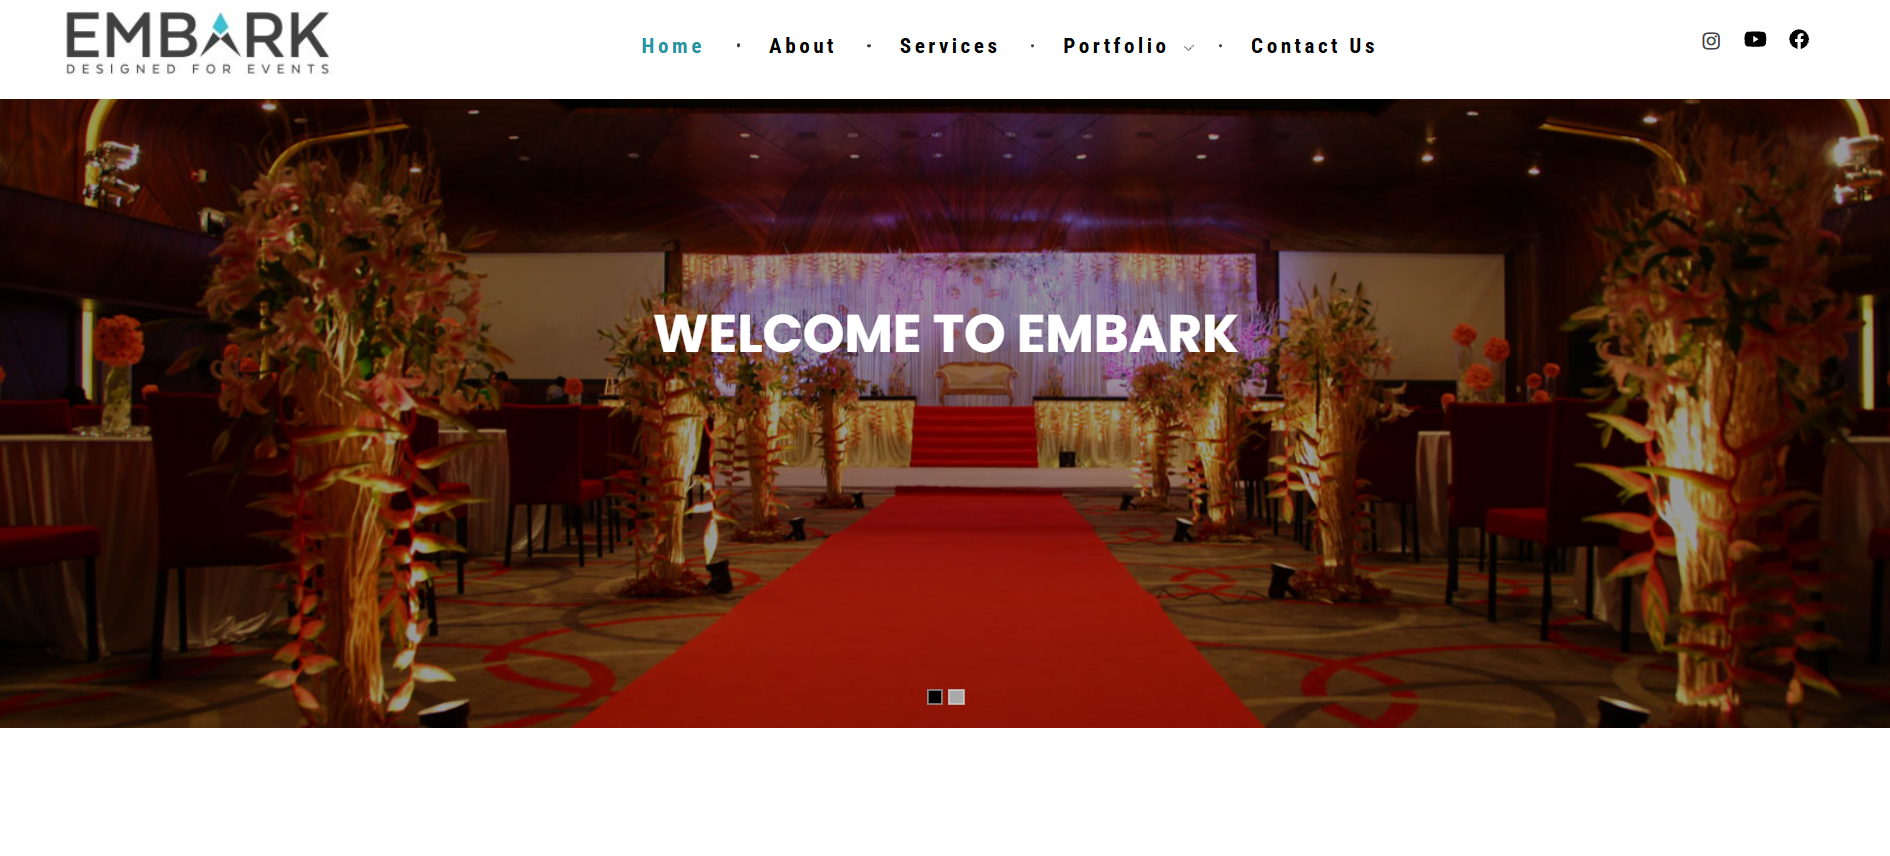 EMBARK
DESIGNED FOR EVENTS
Home · About · Services · Portfolio · Contact Us
WELCOME TO EMBARK